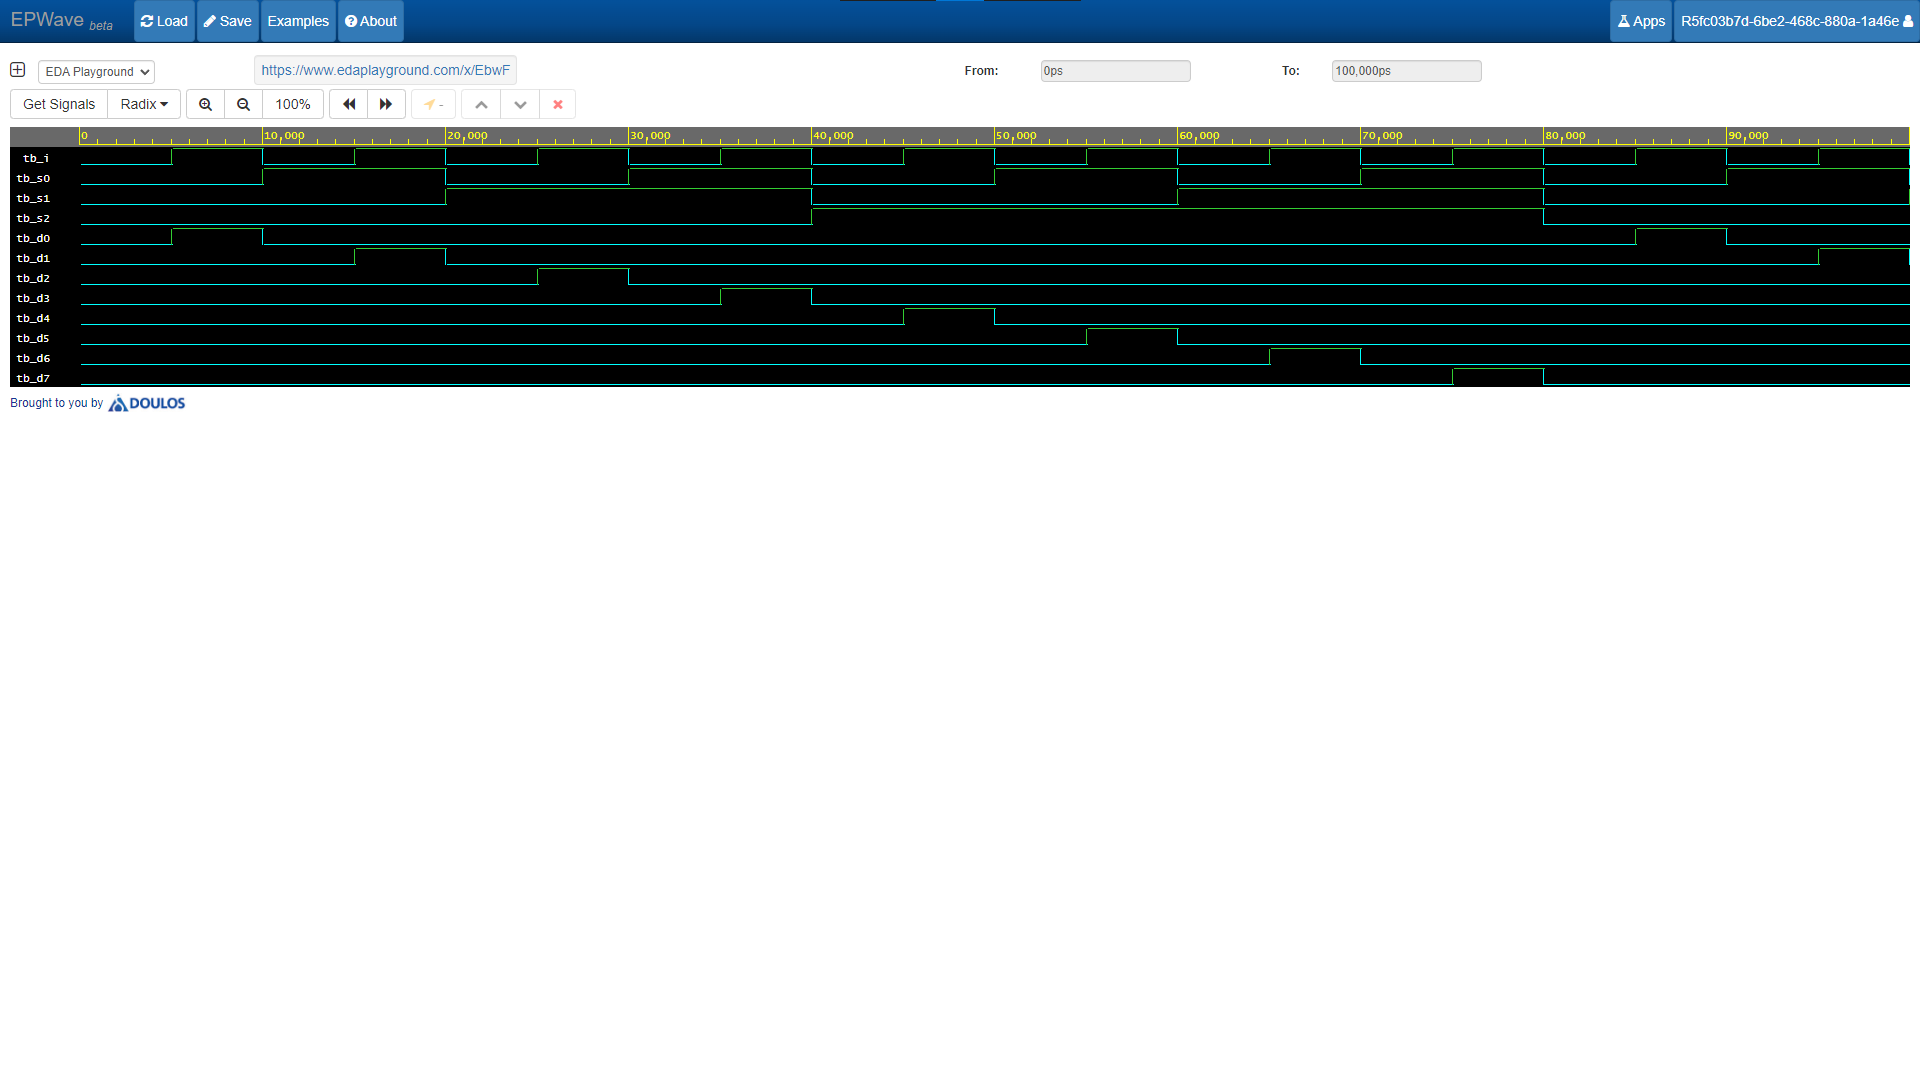 EPWave beta Load Save Examples About Apps R5fc03b7d-6be2-468c-880a-1a46e
EDA Playground https://www.edaplayground.com/x/EbwF From: 0ps To: 100,000ps
Get Signals Radix 100% -
0 10,000 20,000 30,000 40,000 50,000 60,000 70,000 80,000 90,000
tb_i
tb_s0
tb_s1
tb_s2
tb_d0
tb_d1
tb_d2
tb_d3
tb_d4
tb_d5
tb_d6
tb_d7
Brought to you by DOULOS